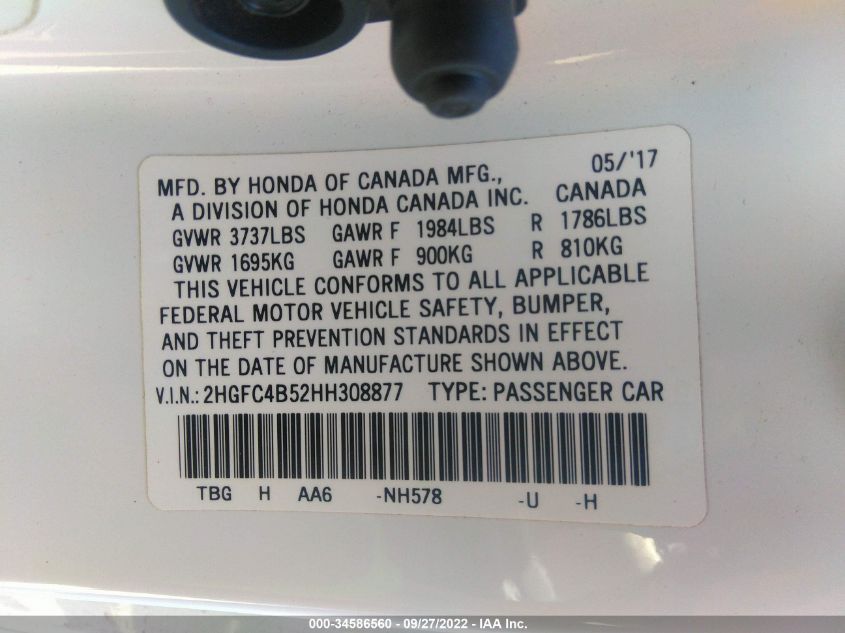 MFD. BY HONDA OF CANADA MFG., 05/'17
A DIVISION OF HONDA CANADA INC. CANADA
GVWR 3737LBS GAWR F 1984LBS R 1786LBS
GVWR 1695KG GAWR F 900KG R 810KG
THIS VEHICLE CONFORMS TO ALL APPLICABLE
FEDERAL MOTOR VEHICLE SAFETY, BUMPER,
AND THEFT PREVENTION STANDARDS IN EFFECT
ON THE DATE OF MANUFACTURE SHOWN ABOVE.
V.I.N.: 2HGFC4B52HH308877 TYPE: PASSENGER CAR
TBG H AA6 -NH578 -U -H
000-34586560 - 09/27/2022 - IAA Inc.